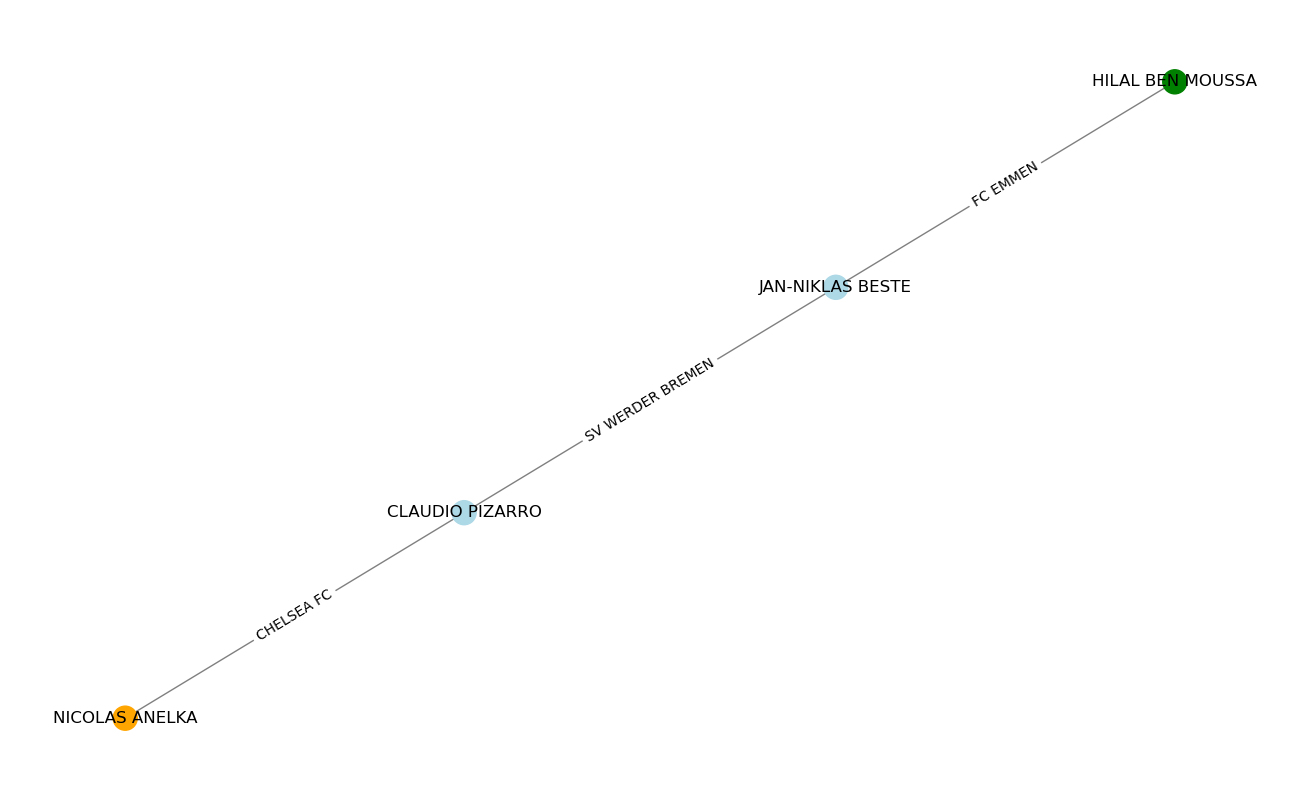 HILAL BEN MOUSSA
FC EMMEN
JAN-NIKLAS BESTE
SV WERDER BREMEN
CLAUDIO PIZARRO
CHELSEA FC
NICOLAS ANELKA